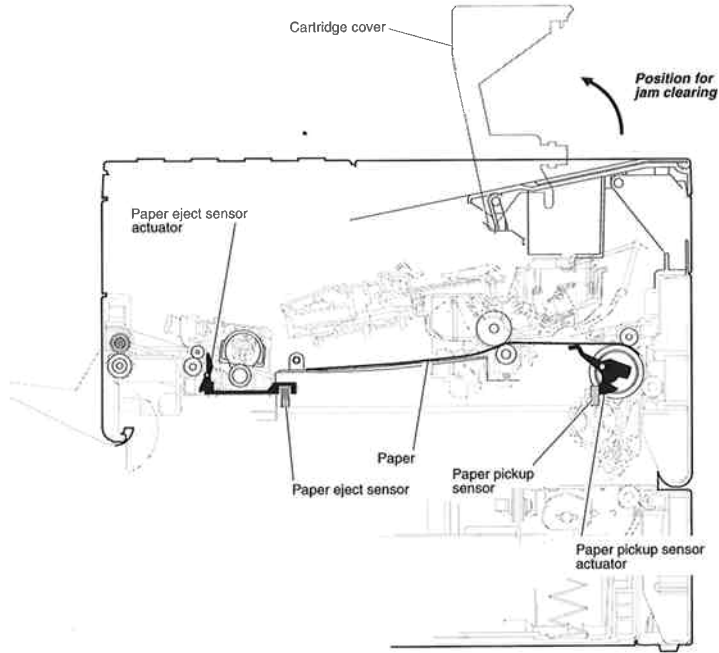 Cartridge cover
Position for
jam clearing
Paper eject sensor
actuator
Paper
Paper eject sensor
Paper pickup
sensor
Paper pickup sensor
actuator